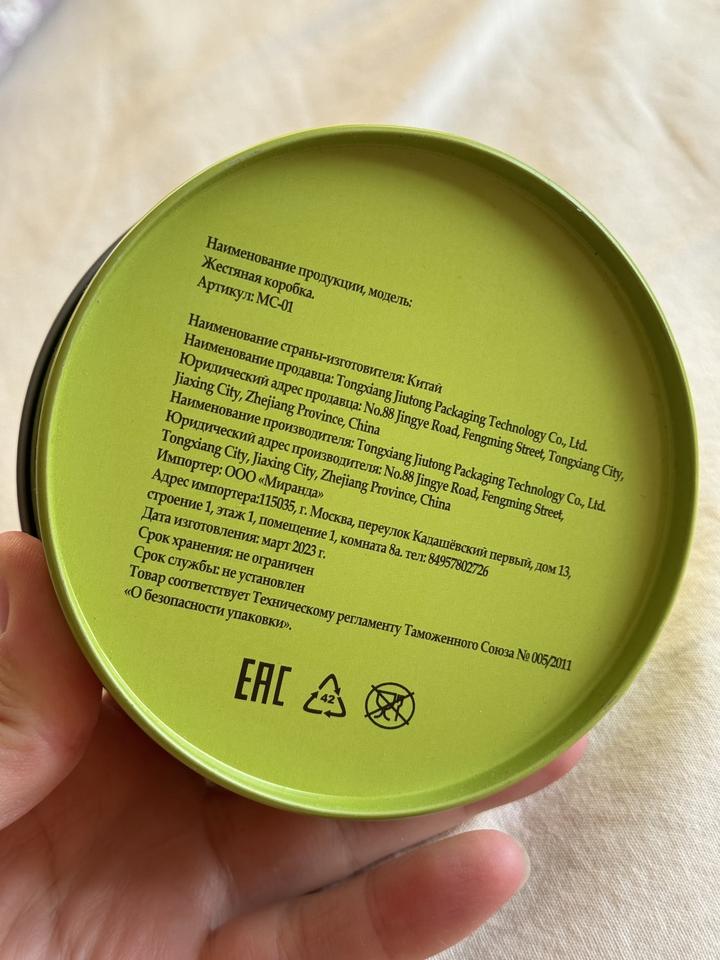 Наименование продукции, модель:
Жестяная коробка.
Артикул: МС-01
Наименование страны-изготовителя: Китай
Наименование продавца: Tongxiang Jiutong Packaging Technology Co., Ltd.
Юридический адрес продавца: No.88 Jingye Road, Fengming Street, Tongxiang City,
Jiaxing City, Zhejiang Province, China
Наименование производителя: Tongxiang Jiutong Packaging Technology Co., Ltd.
Юридический адрес производителя: No.88 Jingye Road, Fengming Street,
Tongxiang City, Jiaxing City, Zhejiang Province, China
Импортер: ООО «Миранда»
Адрес импортера:115035, г. Москва, переулок Кадашёвский первый, дом 13,
строение 1, этаж 1, помещение 1, комната 8а. тел: 84957802726
Дата изготовления: март 2023 г.
Срок хранения: не ограничен
Срок службы: не установлен
Товар соответствует Техническому регламенту Таможенного Союза № 005/2011
«О безопасности упаковки».
ЕАС 42